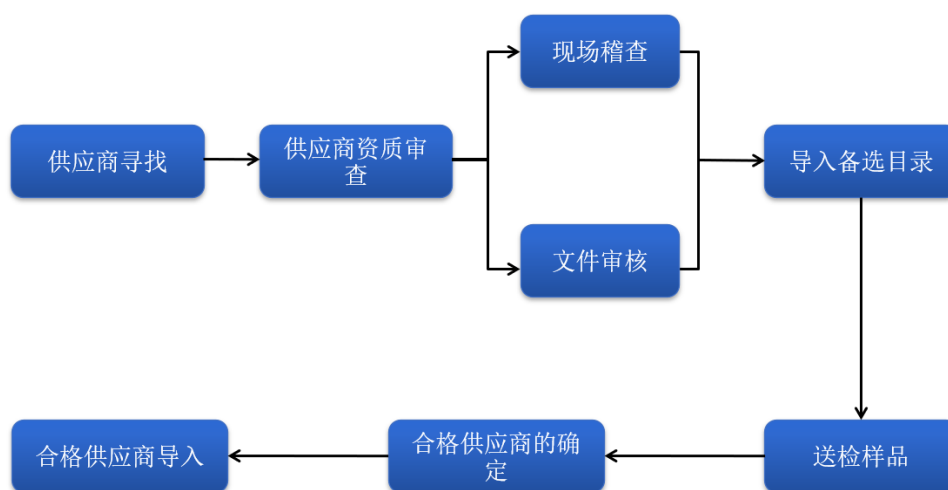 现场稽查
供应商寻找
供应商资质审
查
导入备选目录
文件审核
合格供应商导入
合格供应商的确
定
送检样品